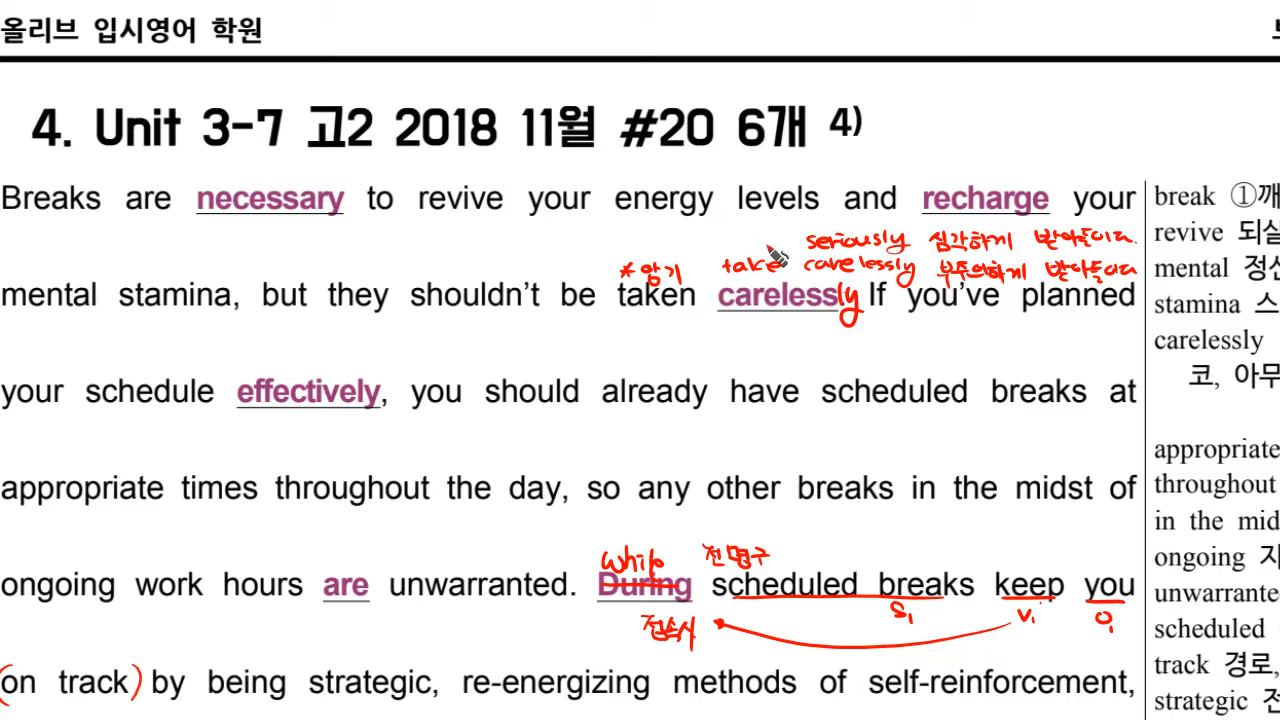 올리브 입시영어 학원
4. Unit 3-7 고2 2018 11월 #20 6개 4)
Breaks are necessary to revive your energy levels and recharge your
seriously 심각하게 받아들이다.
*암기 take carelessly 부주의하게 받아들이다
mental stamina, but they shouldn't be taken carelessly If you've planned
your schedule effectively, you should already have scheduled breaks at
appropriate times throughout the day, so any other breaks in the midst of
while 전명구
ongoing work hours are unwarranted. During scheduled breaks keep you
접속사 S1 V1 O1
(on track) by being strategic, re-energizing methods of self-reinforcement,
break ①깨
revive 되살
mental 정신
stamina 스
carelessly
코, 아무
appropriate
throughout
in the mid
ongoing 지
unwarrante
scheduled
track 경로,
strategic 전